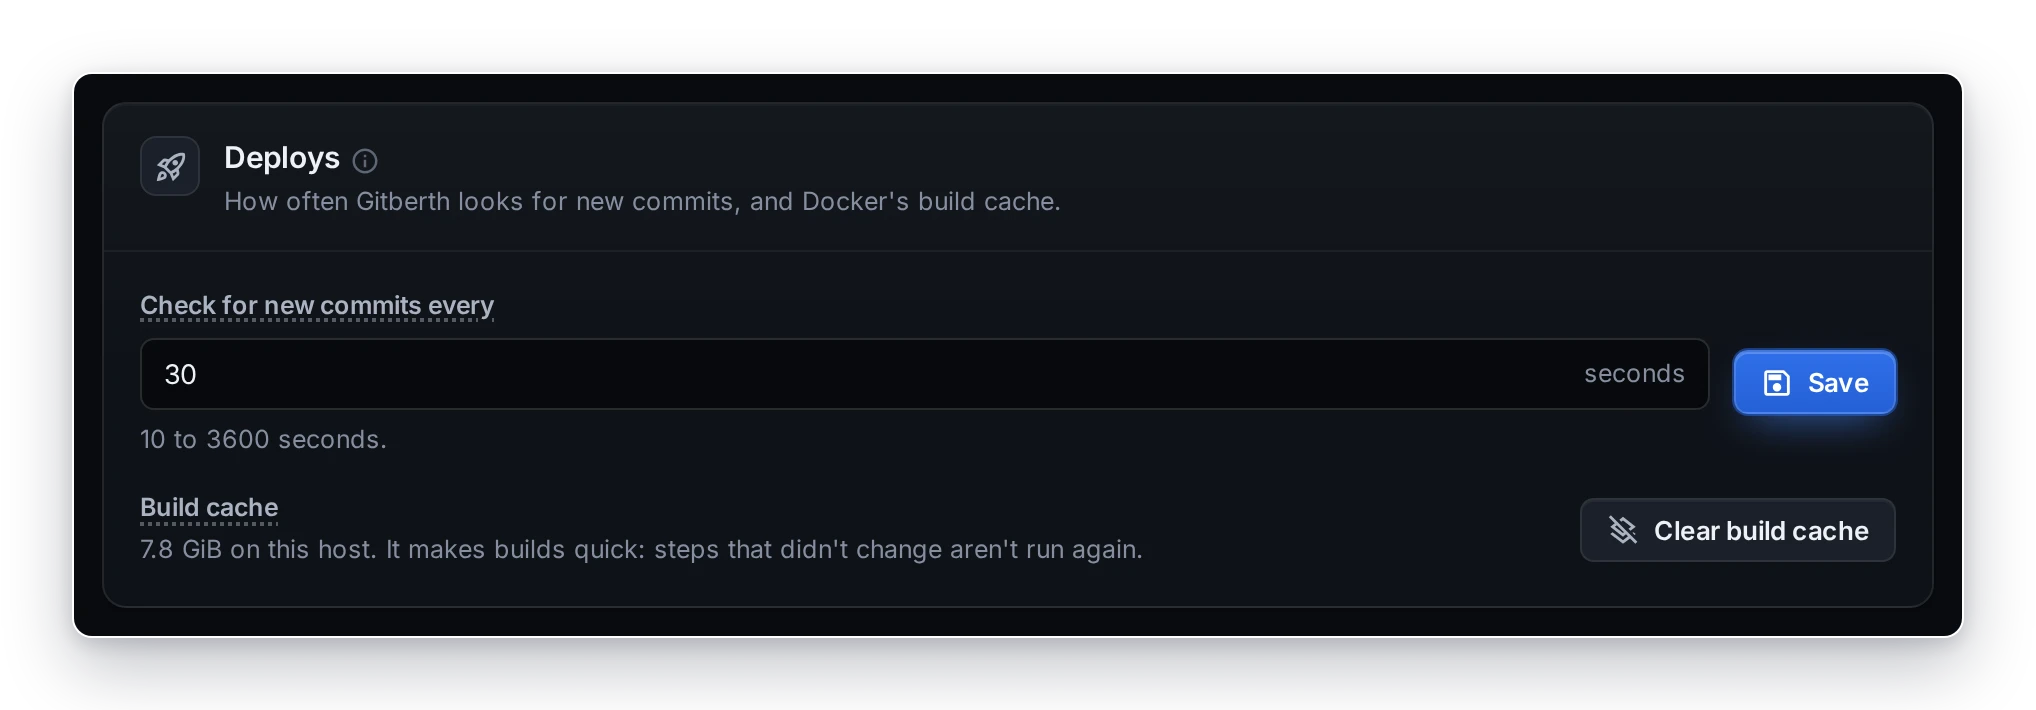 Deploys
How often Gitberth looks for new commits, and Docker's build cache.
Check for new commits every
30 seconds
Save
10 to 3600 seconds.
Build cache
7.8 GiB on this host. It makes builds quick: steps that didn't change aren't run again.
Clear build cache